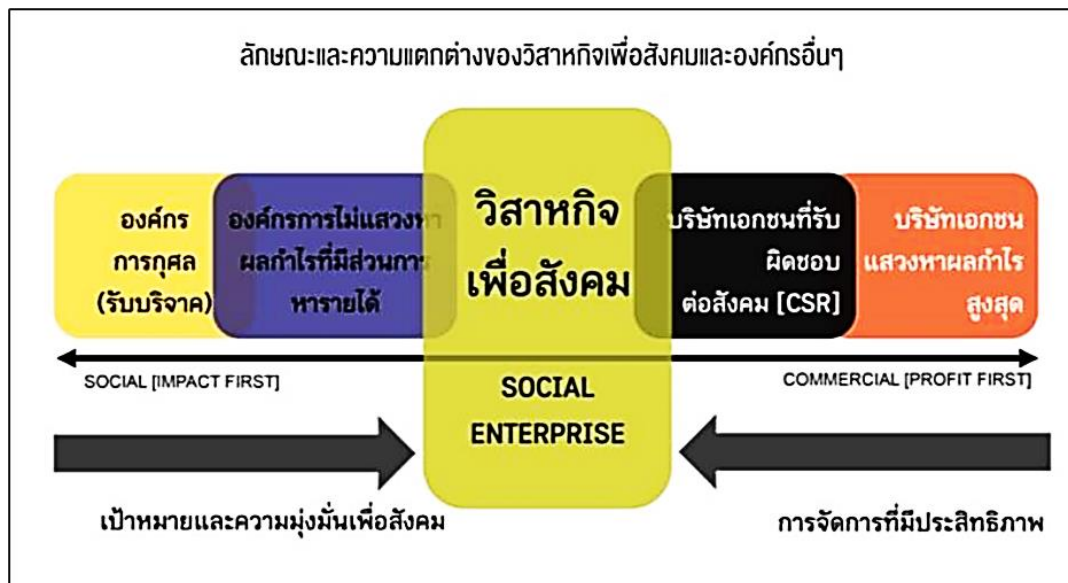 ลักษณะและความแตกต่างของวิสาหกิจเพื่อสังคมและองค์กรอื่นๆ
องค์กร
การกุศล
(รับบริจาค)
องค์กรการไม่แสวงหา
ผลกำไรที่มีส่วนการ
หารายได้
วิสาหกิจ
เพื่อสังคม
บริษัทเอกชนที่รับ
ผิดชอบ
ต่อสังคม [CSR]
บริษัทเอกชน
แสวงหาผลกำไร
สูงสุด
SOCIAL [IMPACT FIRST]
COMMERCIAL [PROFIT FIRST]
SOCIAL
ENTERPRISE
เป้าหมายและความมุ่งมั่นเพื่อสังคม
การจัดการที่มีประสิทธิภาพ